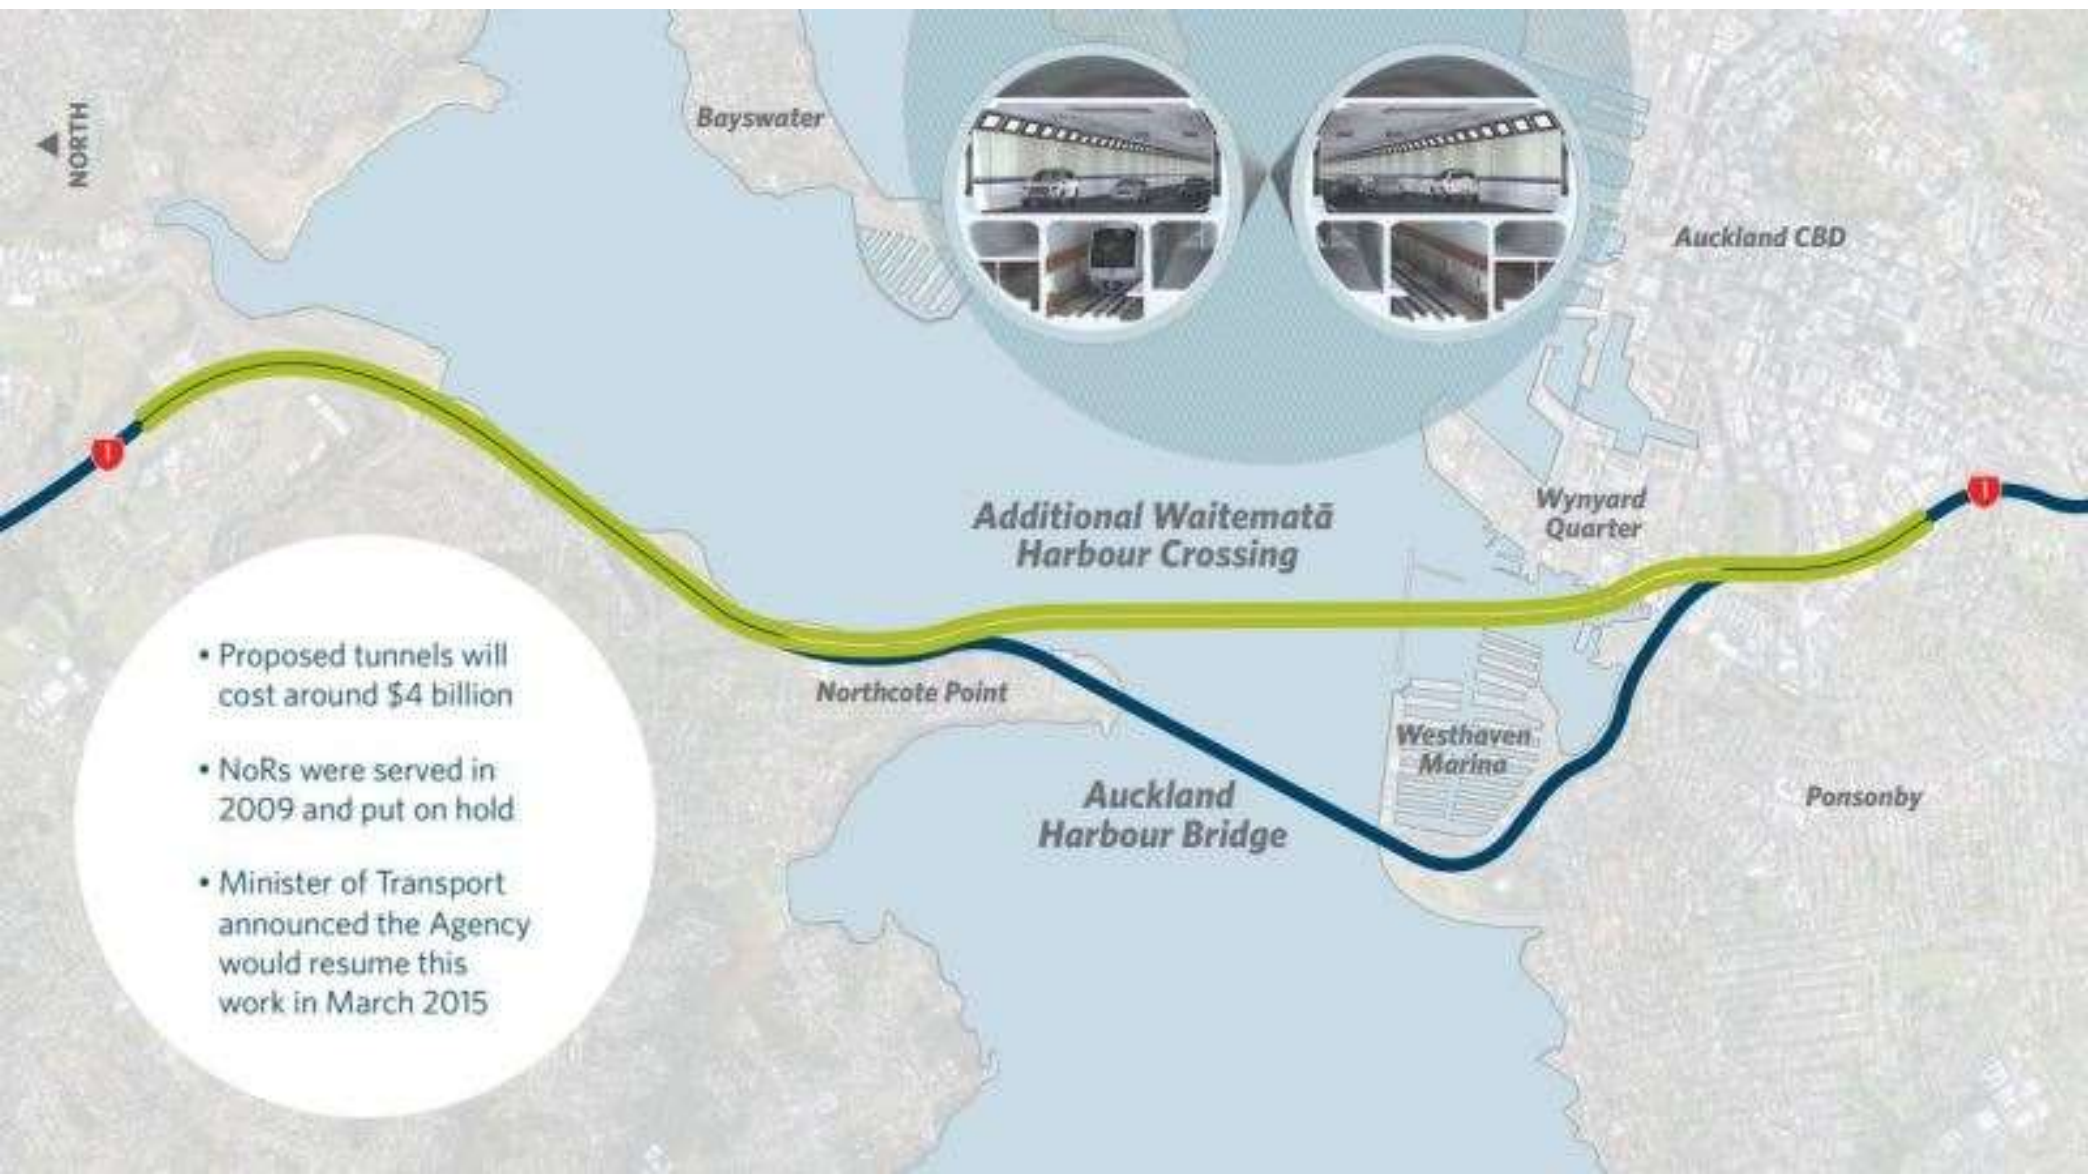 NORTH
Bayswater
Auckland CBD
1
Additional Waitematā
Harbour Crossing
Wynyard
Quarter
1
Northcote Point
Westhaven
Marina
Auckland
Harbour Bridge
Ponsonby
• Proposed tunnels will
cost around $4 billion
• NoRs were served in
2009 and put on hold
• Minister of Transport
announced the Agency
would resume this
work in March 2015